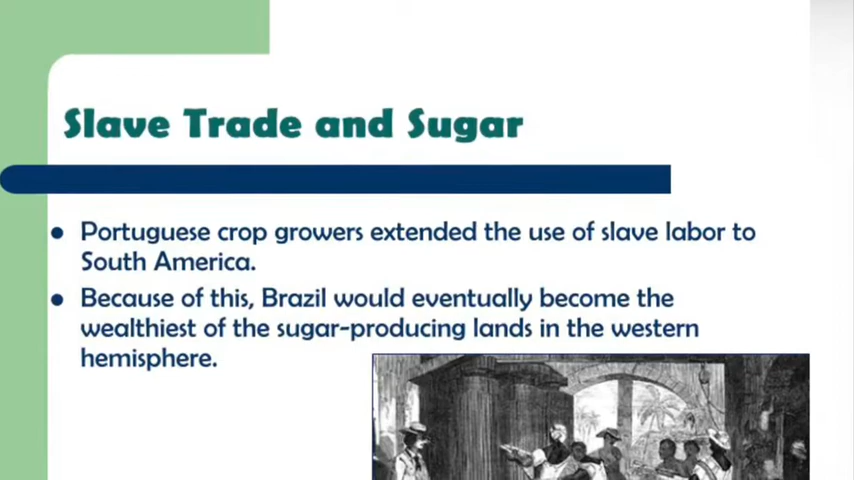 Slave Trade and Sugar
Portuguese crop growers extended the use of slave labor to
South America.
Because of this, Brazil would eventually become the
wealthiest of the sugar-producing lands in the western
hemisphere.